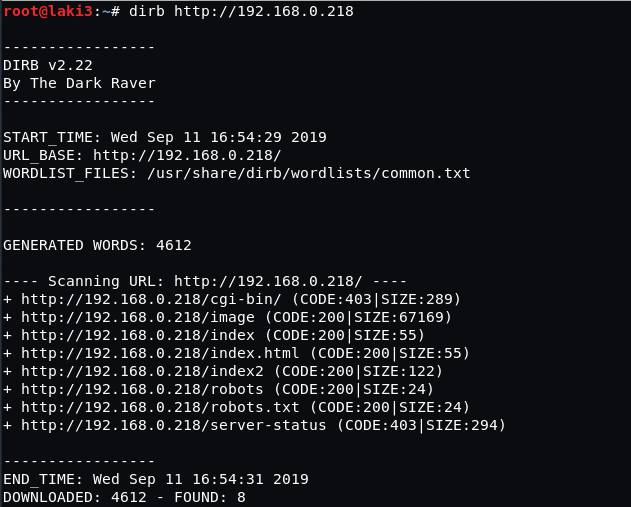 root@laki3:~# dirb http://192.168.0.218
-----------------
DIRB v2.22
By The Dark Raver
-----------------
START_TIME: Wed Sep 11 16:54:29 2019
URL_BASE: http://192.168.0.218/
WORDLIST_FILES: /usr/share/dirb/wordlists/common.txt
-----------------
GENERATED WORDS: 4612
---- Scanning URL: http://192.168.0.218/ ----
+ http://192.168.0.218/cgi-bin/ (CODE:403|SIZE:289)
+ http://192.168.0.218/image (CODE:200|SIZE:67169)
+ http://192.168.0.218/index (CODE:200|SIZE:55)
+ http://192.168.0.218/index.html (CODE:200|SIZE:55)
+ http://192.168.0.218/index2 (CODE:200|SIZE:122)
+ http://192.168.0.218/robots (CODE:200|SIZE:24)
+ http://192.168.0.218/robots.txt (CODE:200|SIZE:24)
+ http://192.168.0.218/server-status (CODE:403|SIZE:294)
-----------------
END_TIME: Wed Sep 11 16:54:31 2019
DOWNLOADED: 4612 - FOUND: 8